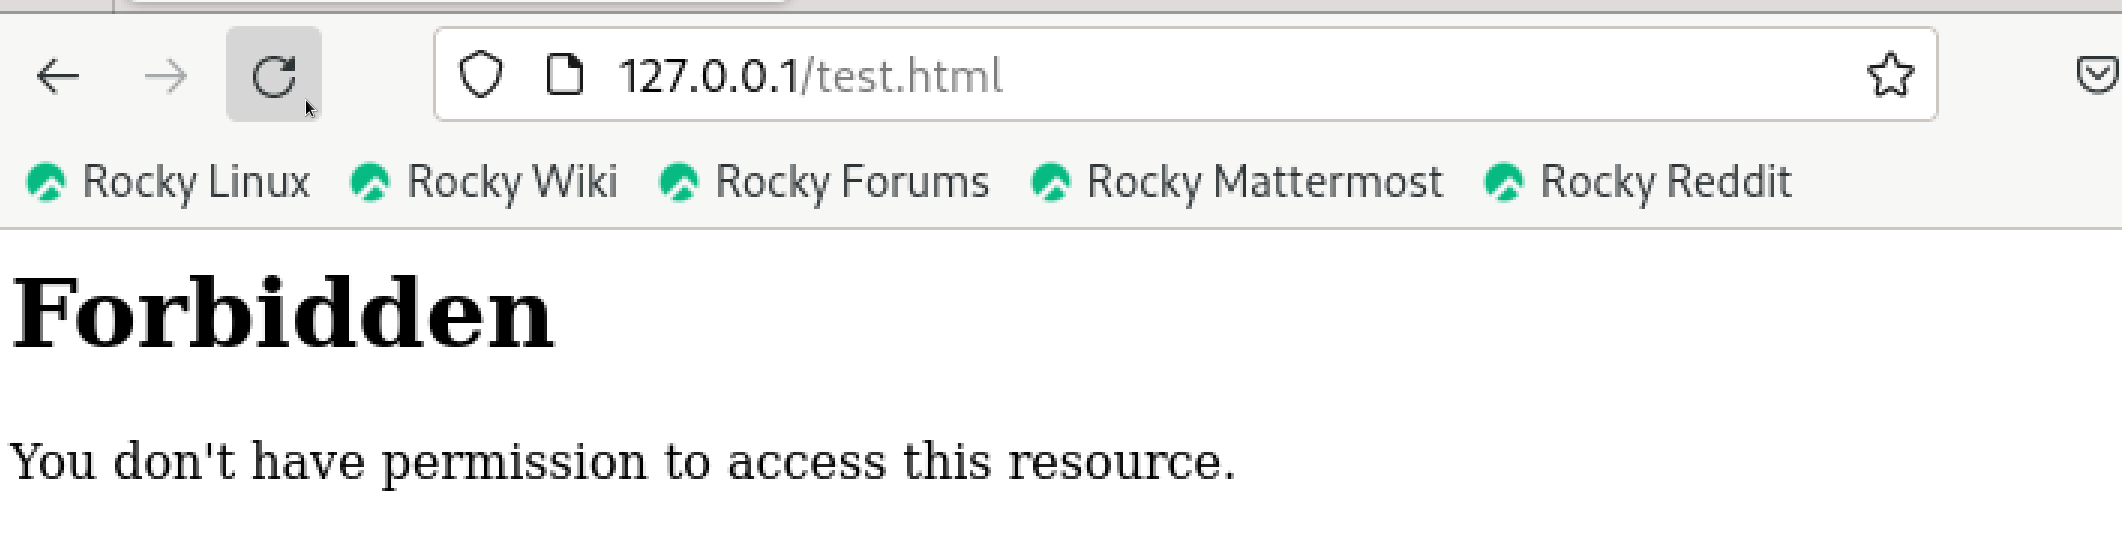 127.0.0.1/test.html
Rocky Linux Rocky Wiki Rocky Forums Rocky Mattermost Rocky Reddit
Forbidden
You don't have permission to access this resource.